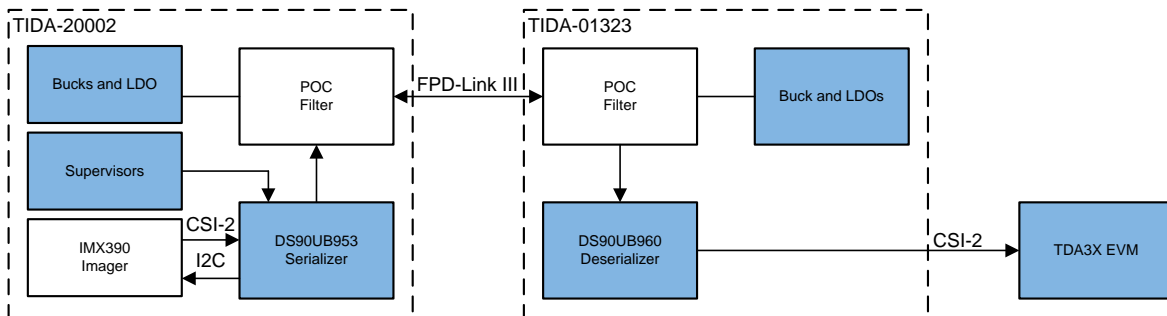 TIDA-20002
Bucks and LDO
POC
Filter
Supervisors
IMX390
Imager
CSI-2
I2C
DS90UB953
Serializer
FPD-Link III
TIDA-01323
POC
Filter
Buck and LDOs
DS90UB960
Deserializer
CSI-2
TDA3X EVM